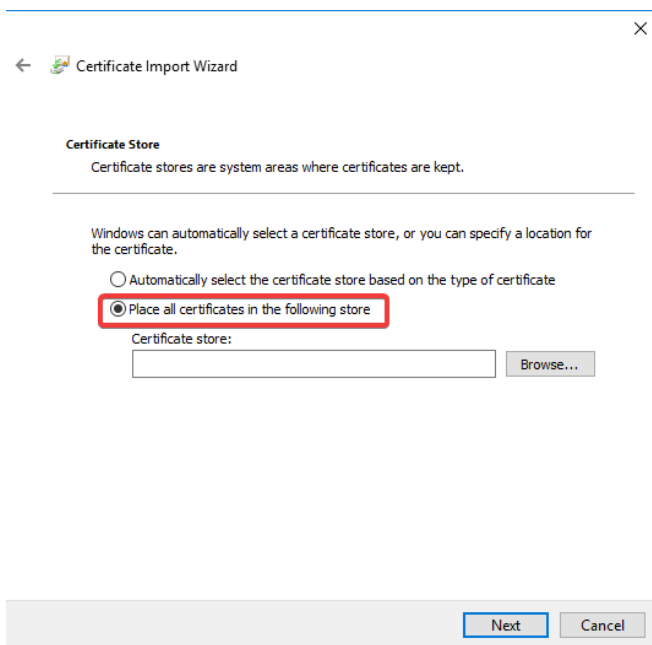 Certificate Import Wizard
Certificate Store
Certificate stores are system areas where certificates are kept.
Windows can automatically select a certificate store, or you can specify a location for
the certificate.
Automatically select the certificate store based on the type of certificate
Place all certificates in the following store
Certificate store:
Browse...
Next Cancel